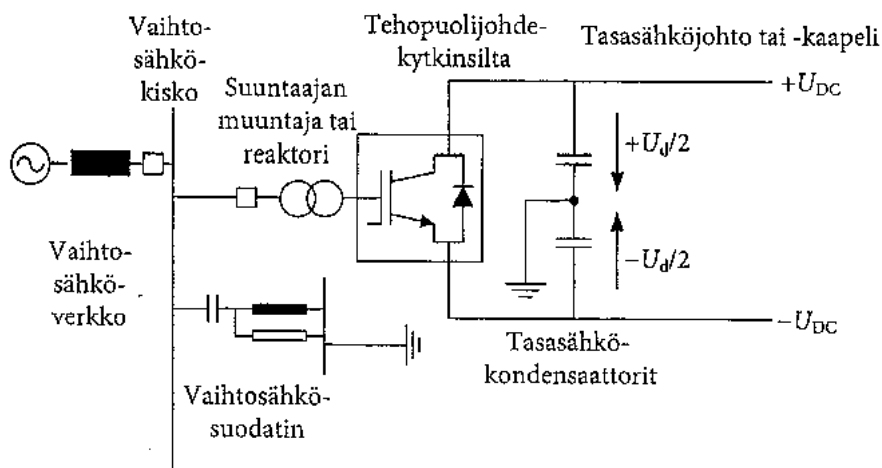 Vaihto-
sähkö-
kisko
Suuntaajan
muuntaja tai
reaktori
Tehopuolijohde-
kytkinsilta
Tasasähköjohto tai -kaapeli
+U_DC
+U_d/2
−U_d/2
−U_DC
Vaihto-
sähkö-
verkko
Vaihtosähkö-
suodatin
Tasasähkö-
kondensaattorit